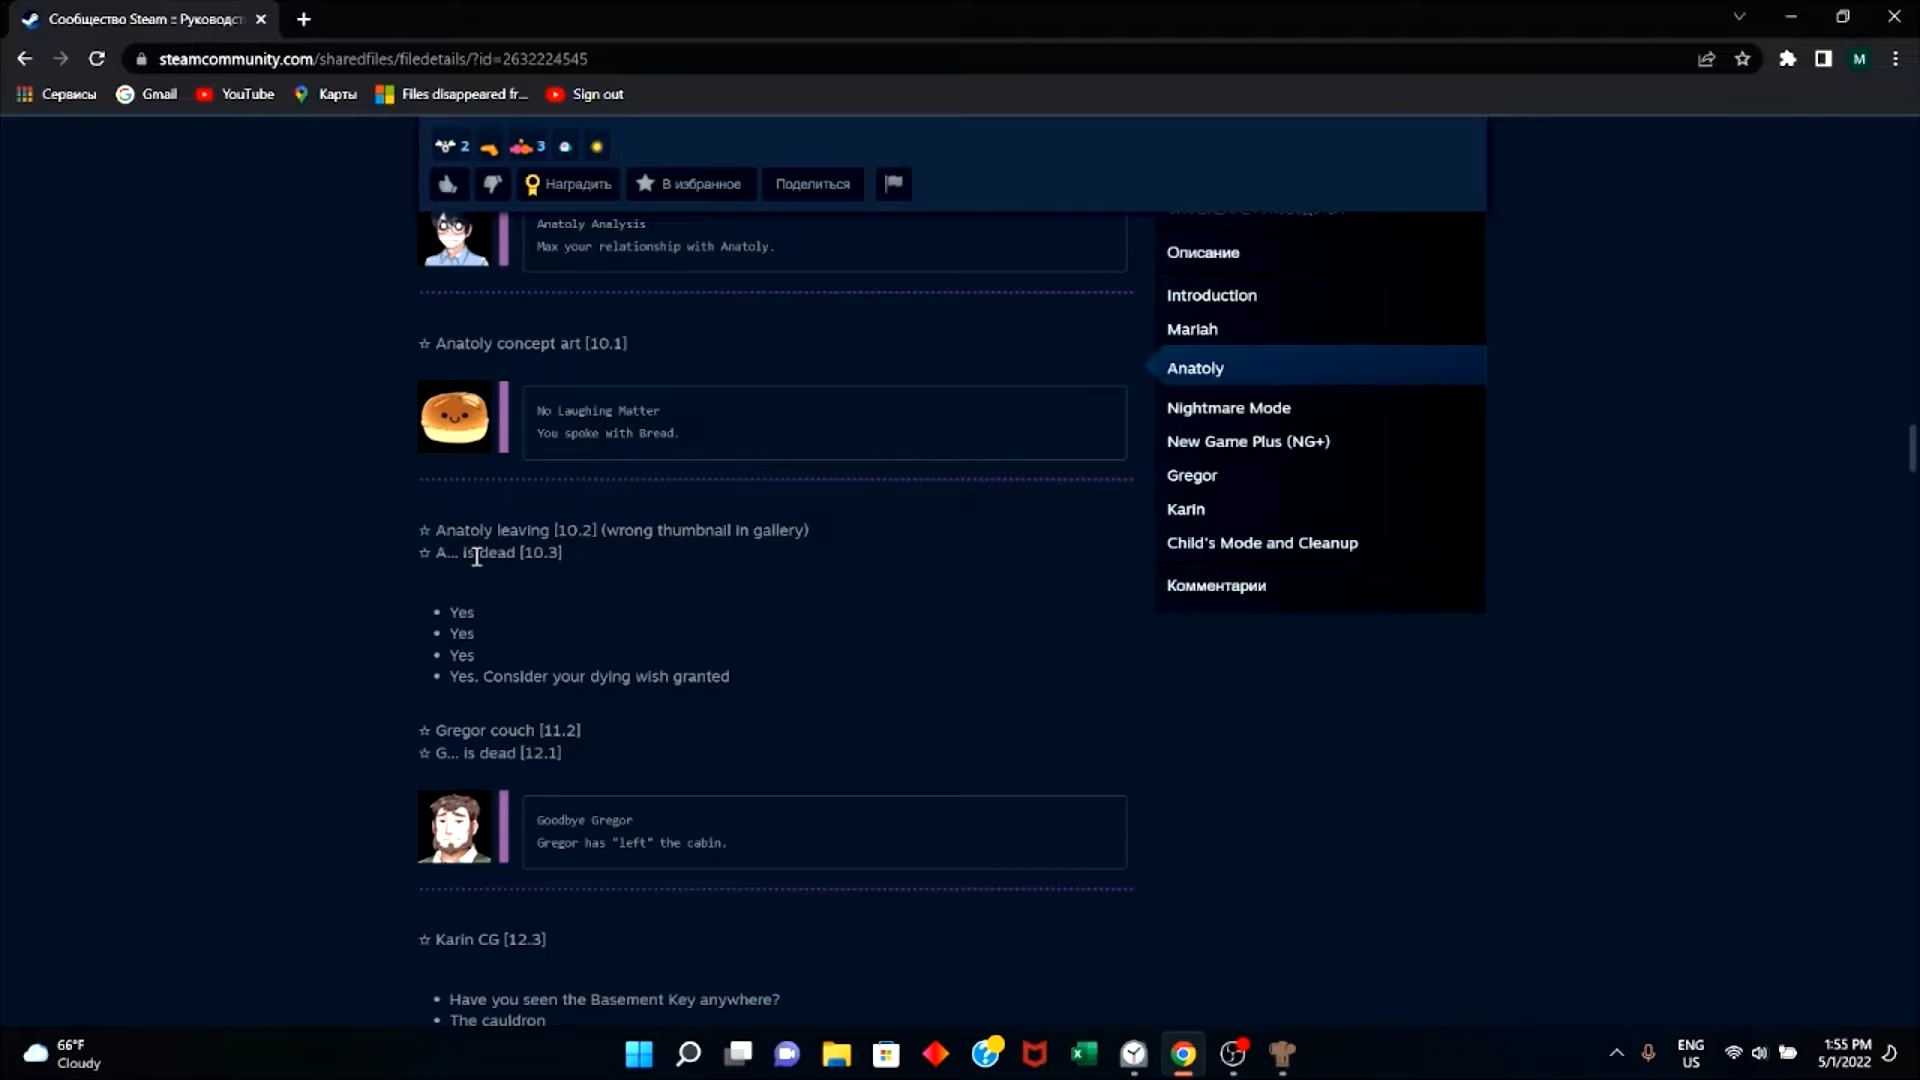 Сообщество Steam :: Руководст
steamcommunity.com/sharedfiles/filedetails/?id=2632224545
M
Сервисы
Gmail
YouTube
Карты
Files disappeared fr...
Sign out
2
3
Наградить
В избранное
Поделиться
Anatoly Analysis
Max your relationship with Anatoly.
☆ Anatoly concept art [10.1]
No Laughing Matter
You spoke with Bread.
☆ Anatoly leaving [10.2] (wrong thumbnail in gallery)
☆ A... is dead [10.3]
• Yes
• Yes
• Yes
• Yes. Consider your dying wish granted
☆ Gregor couch [11.2]
☆ G... is dead [12.1]
Goodbye Gregor
Gregor has "left" the cabin.
☆ Karin CG [12.3]
• Have you seen the Basement Key anywhere?
• The cauldron
Описание
Introduction
Mariah
Anatoly
Nightmare Mode
New Game Plus (NG+)
Gregor
Karin
Child's Mode and Cleanup
Комментарии
66°F
Cloudy
ENG
US
1:55 PM
5/1/2022